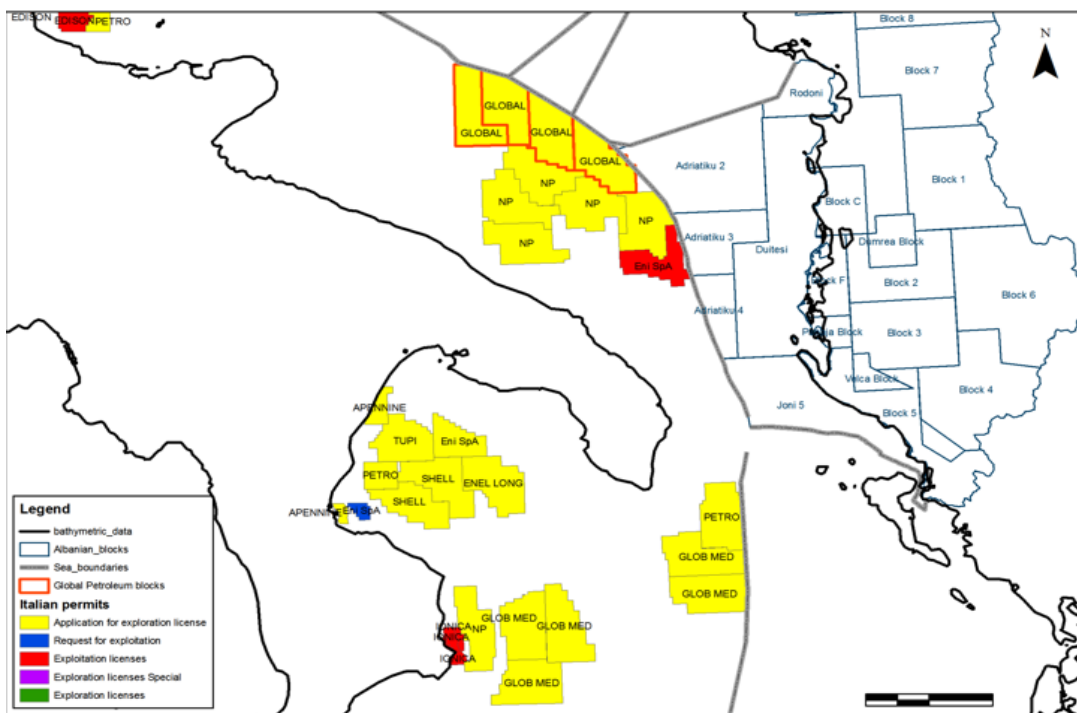 EDISON
EDISON
PETRO
N
Block 8
Block 7
Rodoni
GLOBAL
GLOBAL
GLOBAL
GLOBAL
Adriatiku 2
Block 1
NP
NP
NP
NP
NP
Block C
Adriatiku 3
Duitesi
Dumrea Block
Eni SpA
Block F
Block 2
Block 6
Adriatiku 4
Block 3
Velca Block
Block 4
Joni 5
Block 5
APENNINE
TUPI
Eni SpA
PETRO
SHELL
ENEL LONG
SHELL
APENNINE
Eni SpA
PETRO
GLOB MED
GLOB MED
IONICA
IONICA
IONICA
NP
GLOB MED
GLOB MED
GLOB MED
Legend
bathymetric_data
Albanian_blocks
Sea_boundaries
Global Petroleum blocks
Italian permits
Application for exploration license
Request for exploitation
Exploitation licenses
Exploration licenses Special
Exploration licenses